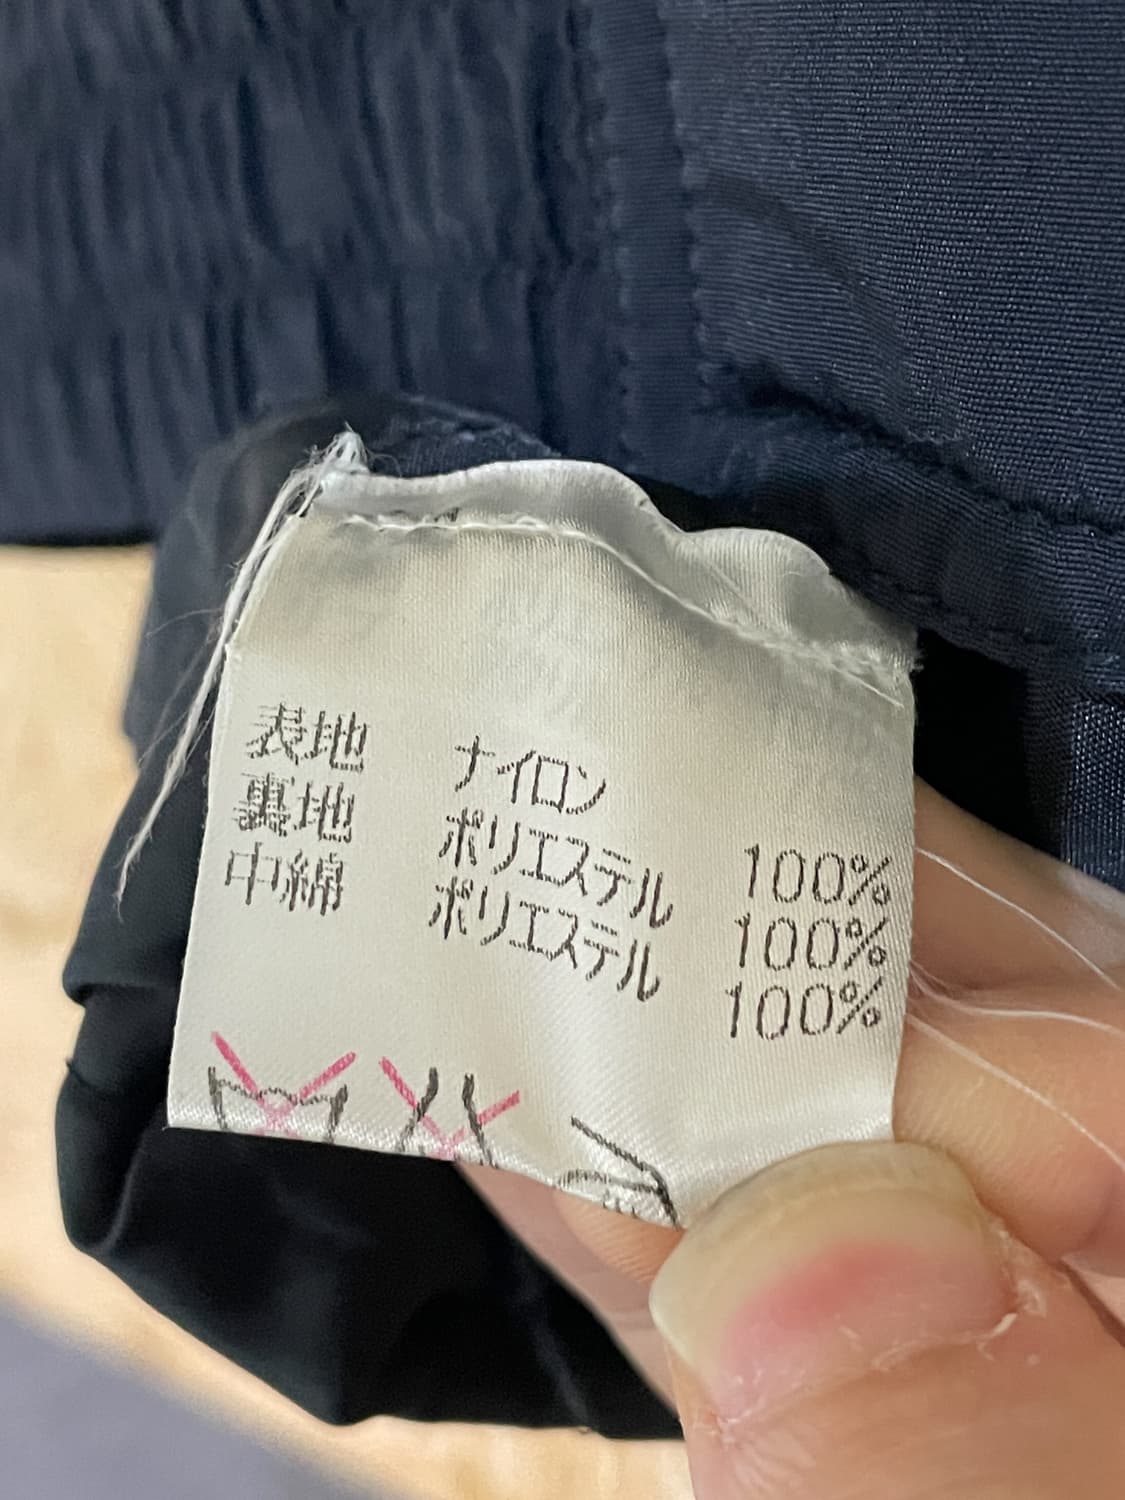 表地 ナイロン 100%
裏地 ポリエステル 100%
中綿 ポリエステル 100%